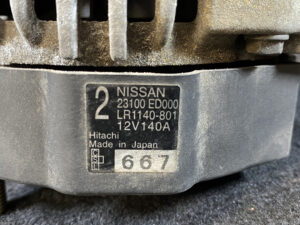 2 NISSAN
23100 ED000
LR1140-801
12V140A
Hitachi
Made in Japan
667